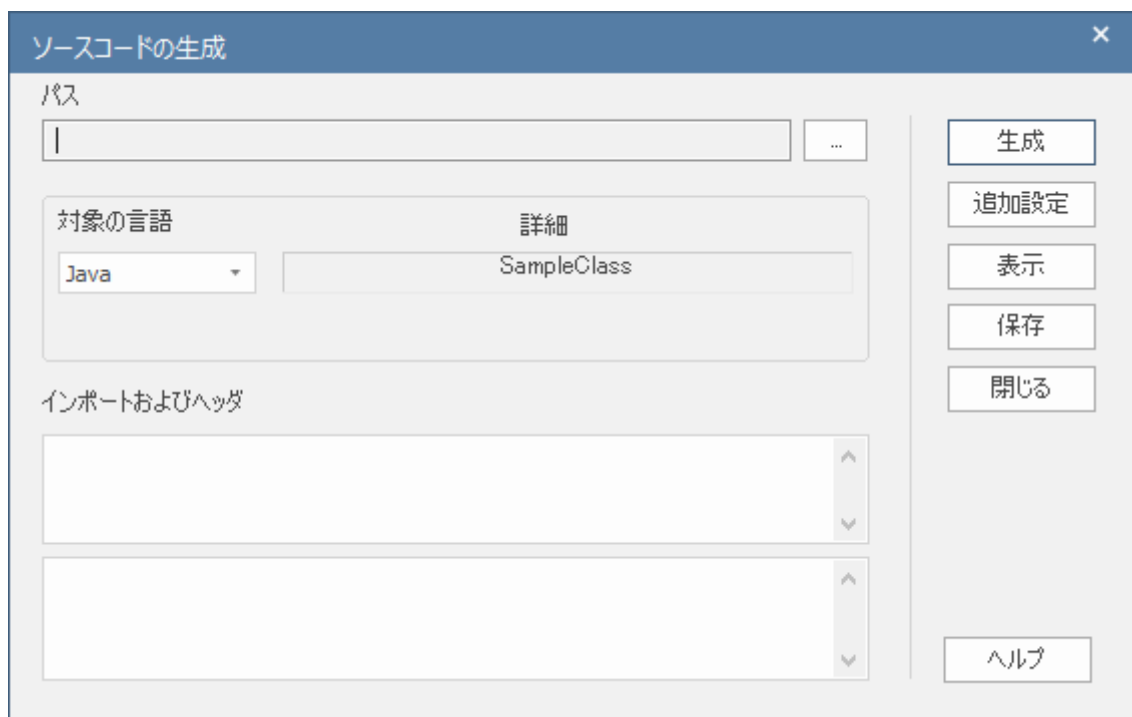 ソースコードの生成
パス
...
生成
追加設定
表示
保存
閉じる
対象の言語
詳細
Java
SampleClass
インポートおよびヘッダ
ヘルプ